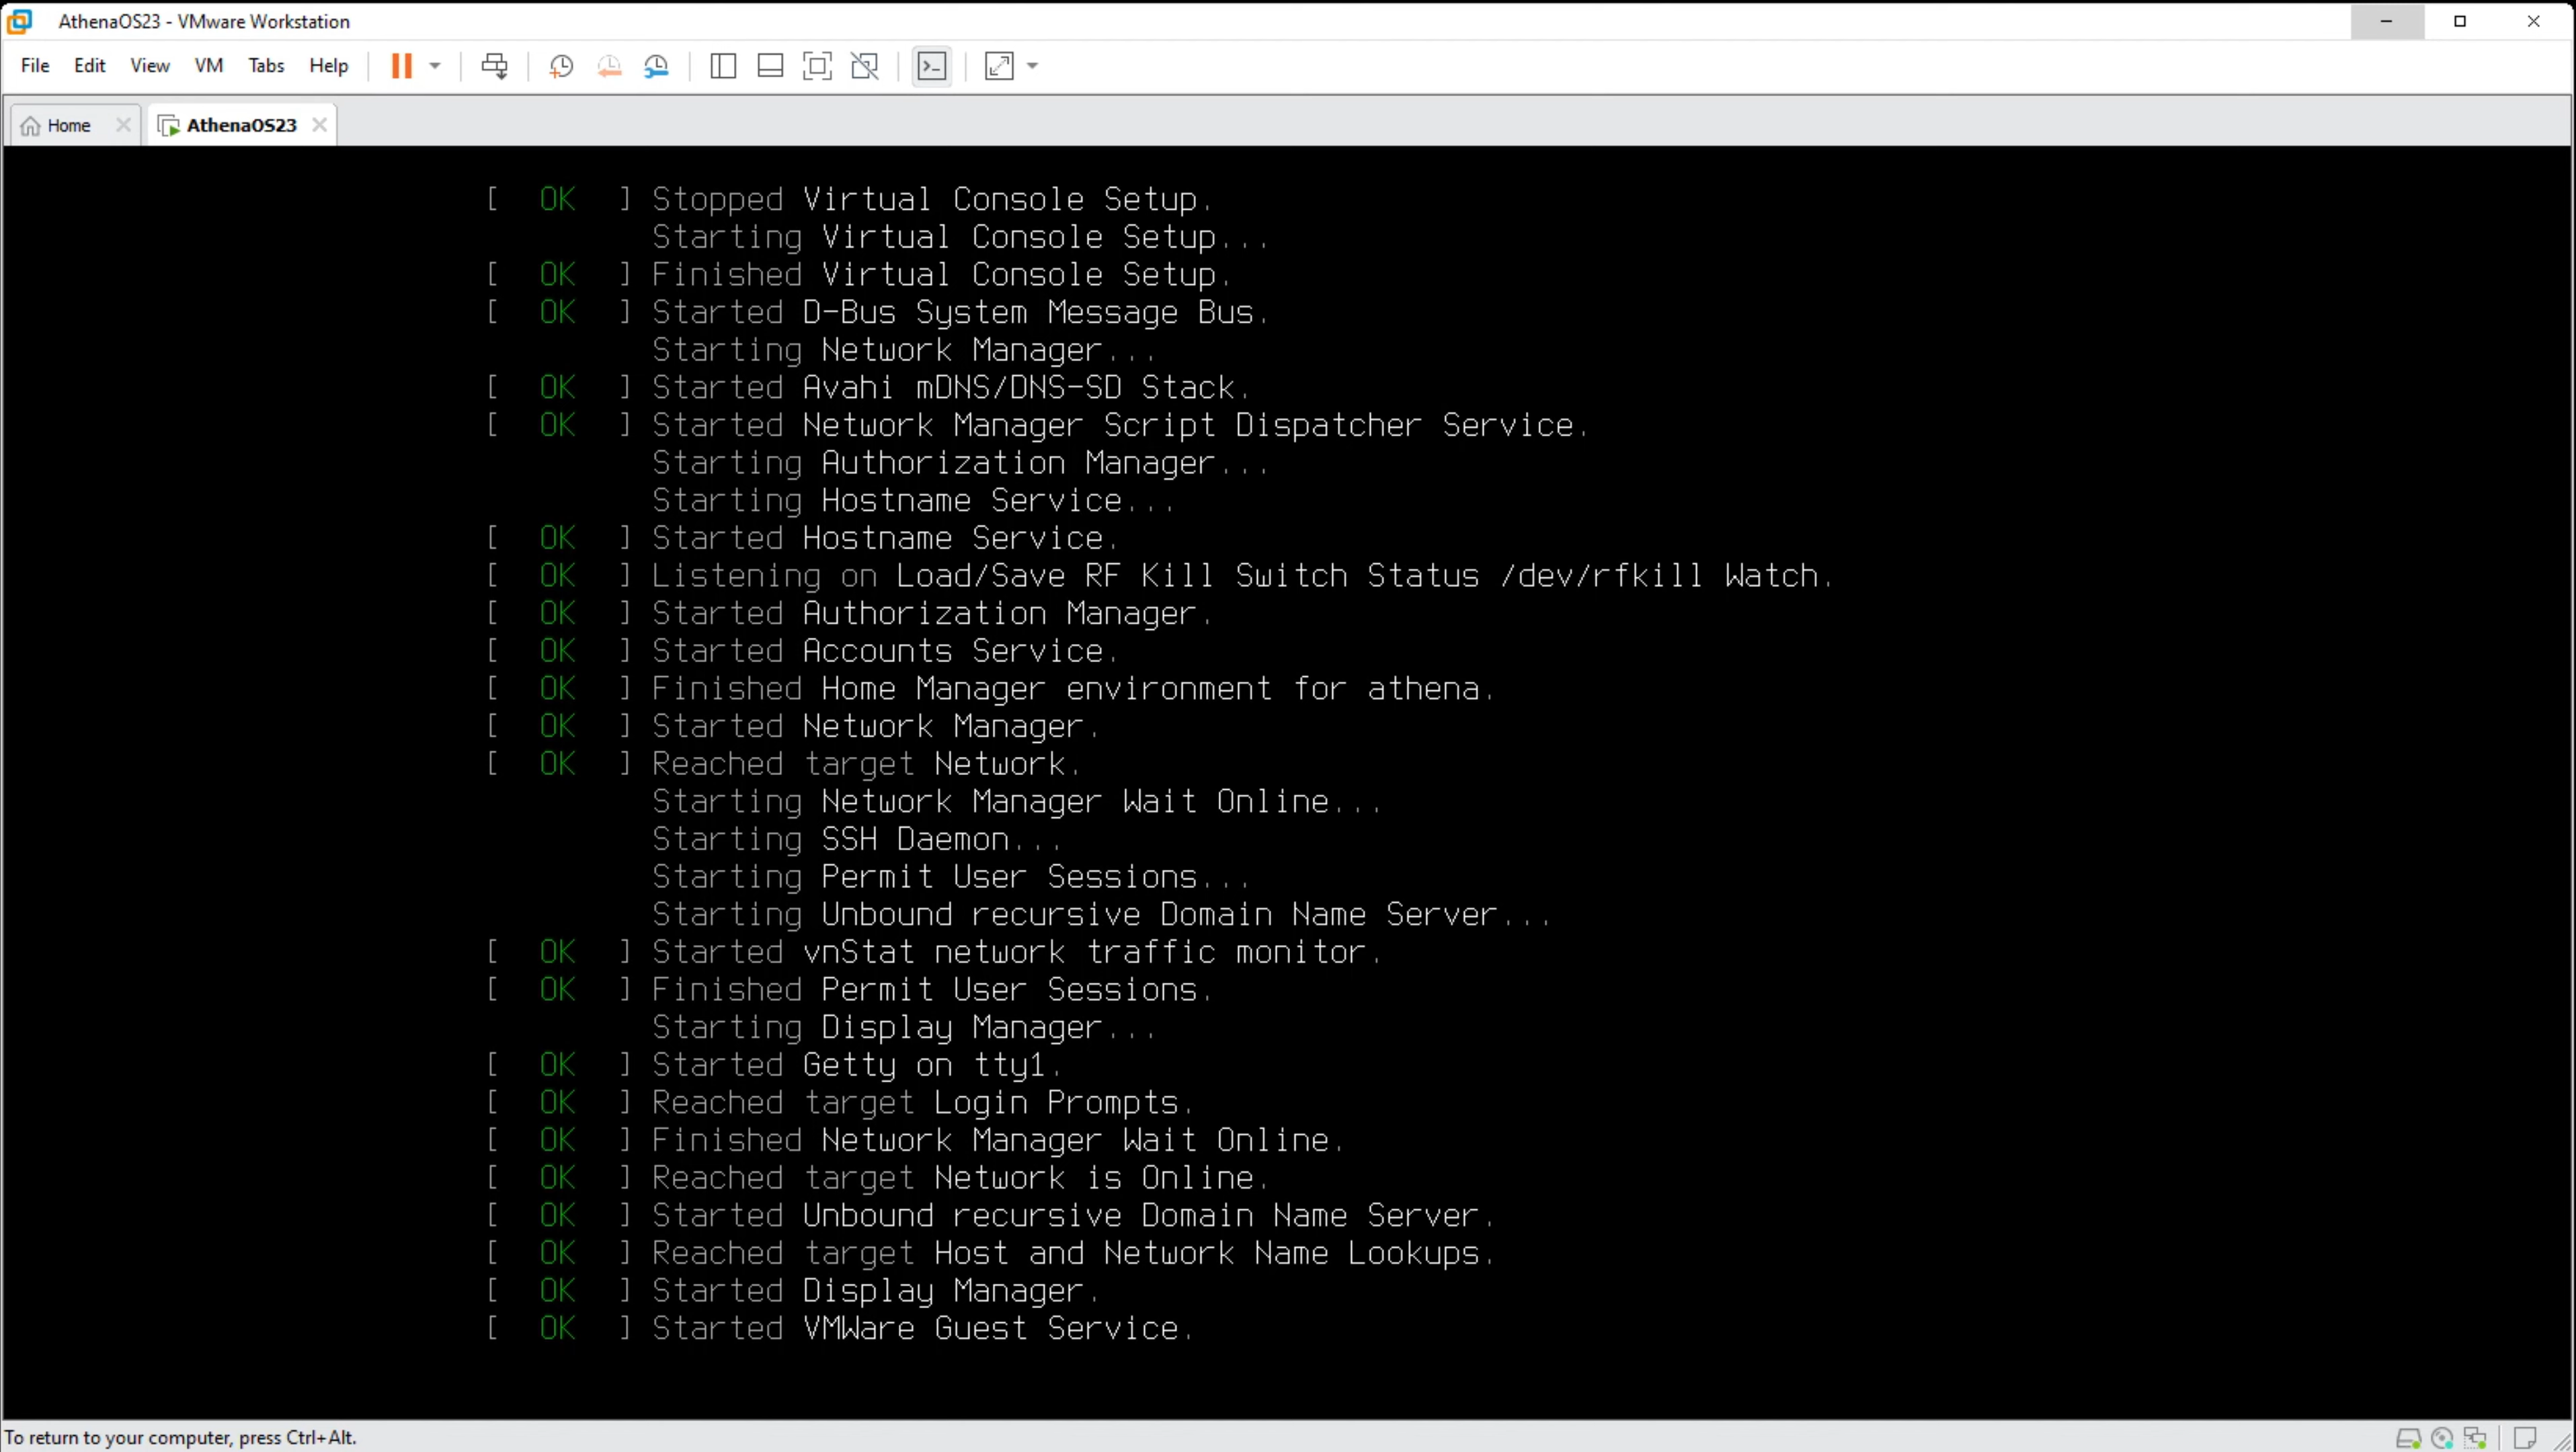 AthenaOS23 - VMware Workstation
File Edit View VM Tabs Help
Home AthenaOS23
[ OK ] Stopped Virtual Console Setup.
Starting Virtual Console Setup...
[ OK ] Finished Virtual Console Setup.
[ OK ] Started D-Bus System Message Bus.
Starting Network Manager...
[ OK ] Started Avahi mDNS/DNS-SD Stack.
[ OK ] Started Network Manager Script Dispatcher Service.
Starting Authorization Manager...
Starting Hostname Service...
[ OK ] Started Hostname Service.
[ OK ] Listening on Load/Save RF Kill Switch Status /dev/rfkill Watch.
[ OK ] Started Authorization Manager.
[ OK ] Started Accounts Service.
[ OK ] Finished Home Manager environment for athena.
[ OK ] Started Network Manager.
[ OK ] Reached target Network.
Starting Network Manager Wait Online...
Starting SSH Daemon...
Starting Permit User Sessions...
Starting Unbound recursive Domain Name Server...
[ OK ] Started vnStat network traffic monitor.
[ OK ] Finished Permit User Sessions.
Starting Display Manager...
[ OK ] Started Getty on tty1.
[ OK ] Reached target Login Prompts.
[ OK ] Finished Network Manager Wait Online.
[ OK ] Reached target Network is Online.
[ OK ] Started Unbound recursive Domain Name Server.
[ OK ] Reached target Host and Network Name Lookups.
[ OK ] Started Display Manager.
[ OK ] Started VMWare Guest Service.
To return to your computer, press Ctrl+Alt.